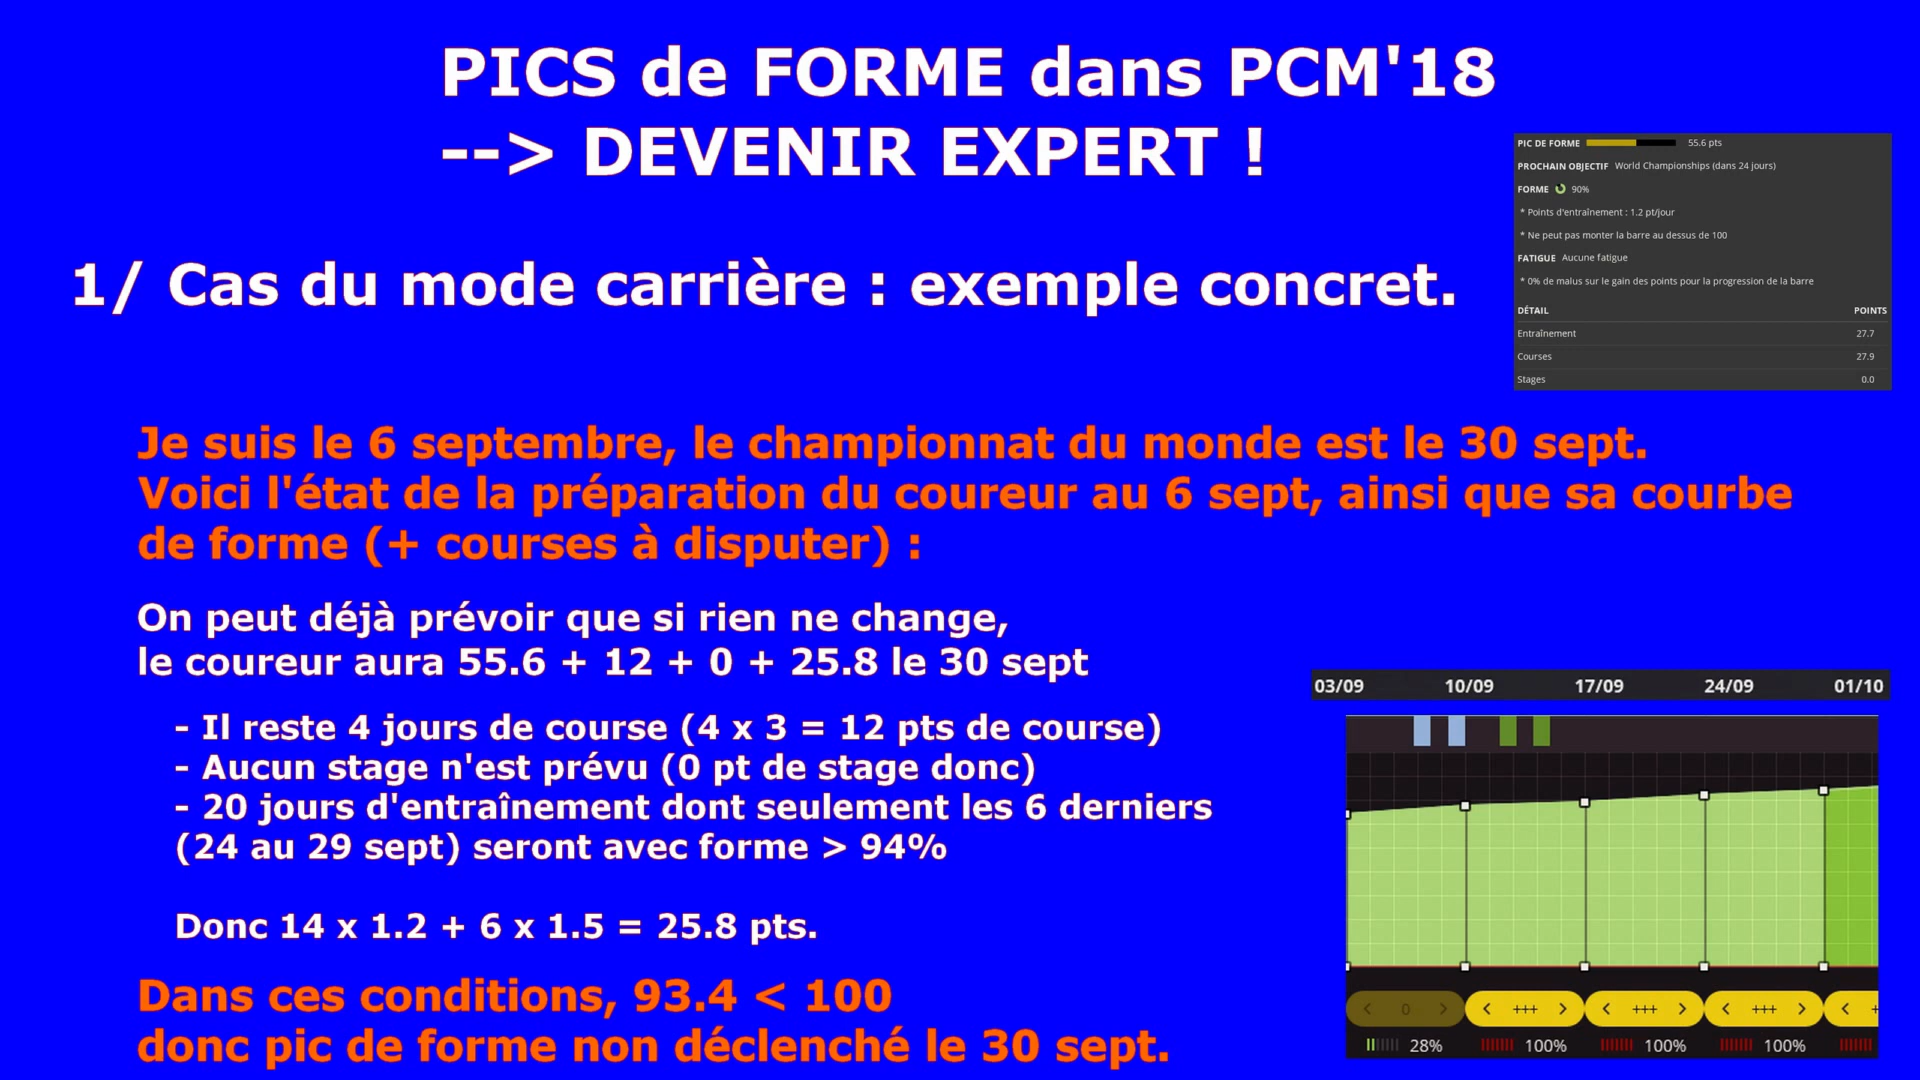 PICS de FORME dans PCM'18
--> DEVENIR EXPERT !
PIC DE FORME 55.6 pts
PROCHAIN OBJECTIF World Championships (dans 24 jours)
FORME 90%
* Points d'entraînement : 1.2 pt/jour
* Ne peut pas monter la barre au dessus de 100
FATIGUE Aucune fatigue
* 0% de malus sur le gain des points pour la progression de la barre
DÉTAIL POINTS
Entraînement 27.7
Courses 27.9
Stages 0.0
1/ Cas du mode carrière : exemple concret.
Je suis le 6 septembre, le championnat du monde est le 30 sept.
Voici l'état de la préparation du coureur au 6 sept, ainsi que sa courbe
de forme (+ courses à disputer) :
On peut déjà prévoir que si rien ne change,
le coureur aura 55.6 + 12 + 0 + 25.8 le 30 sept
- Il reste 4 jours de course (4 x 3 = 12 pts de course)
- Aucun stage n'est prévu (0 pt de stage donc)
- 20 jours d'entraînement dont seulement les 6 derniers
(24 au 29 sept) seront avec forme > 94%
Donc 14 x 1.2 + 6 x 1.5 = 25.8 pts.
Dans ces conditions, 93.4 < 100
donc pic de forme non déclenché le 30 sept.
03/09 10/09 17/09 24/09 01/10
< 0 > < +++ > < +++ > < +++ > < +
28% 100% 100% 100%